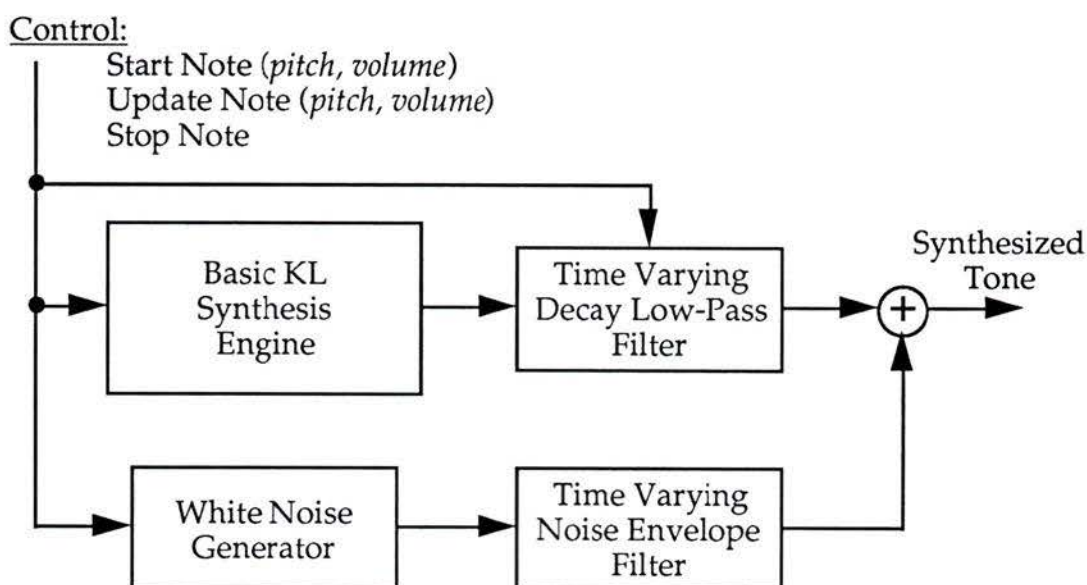 Control:
Start Note (pitch, volume)
Update Note (pitch, volume)
Stop Note
Basic KL
Synthesis
Engine
Time Varying
Decay Low-Pass
Filter
+
Synthesized
Tone
White Noise
Generator
Time Varying
Noise Envelope
Filter